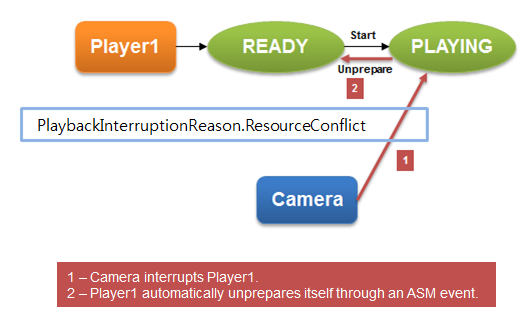 Player1
READY
Start
PLAYING
Unprepare
2
PlaybackInterruptionReason.ResourceConflict
1
Camera
1 – Camera interrupts Player1.
2 – Player1 automatically unprepares itself through an ASM event.